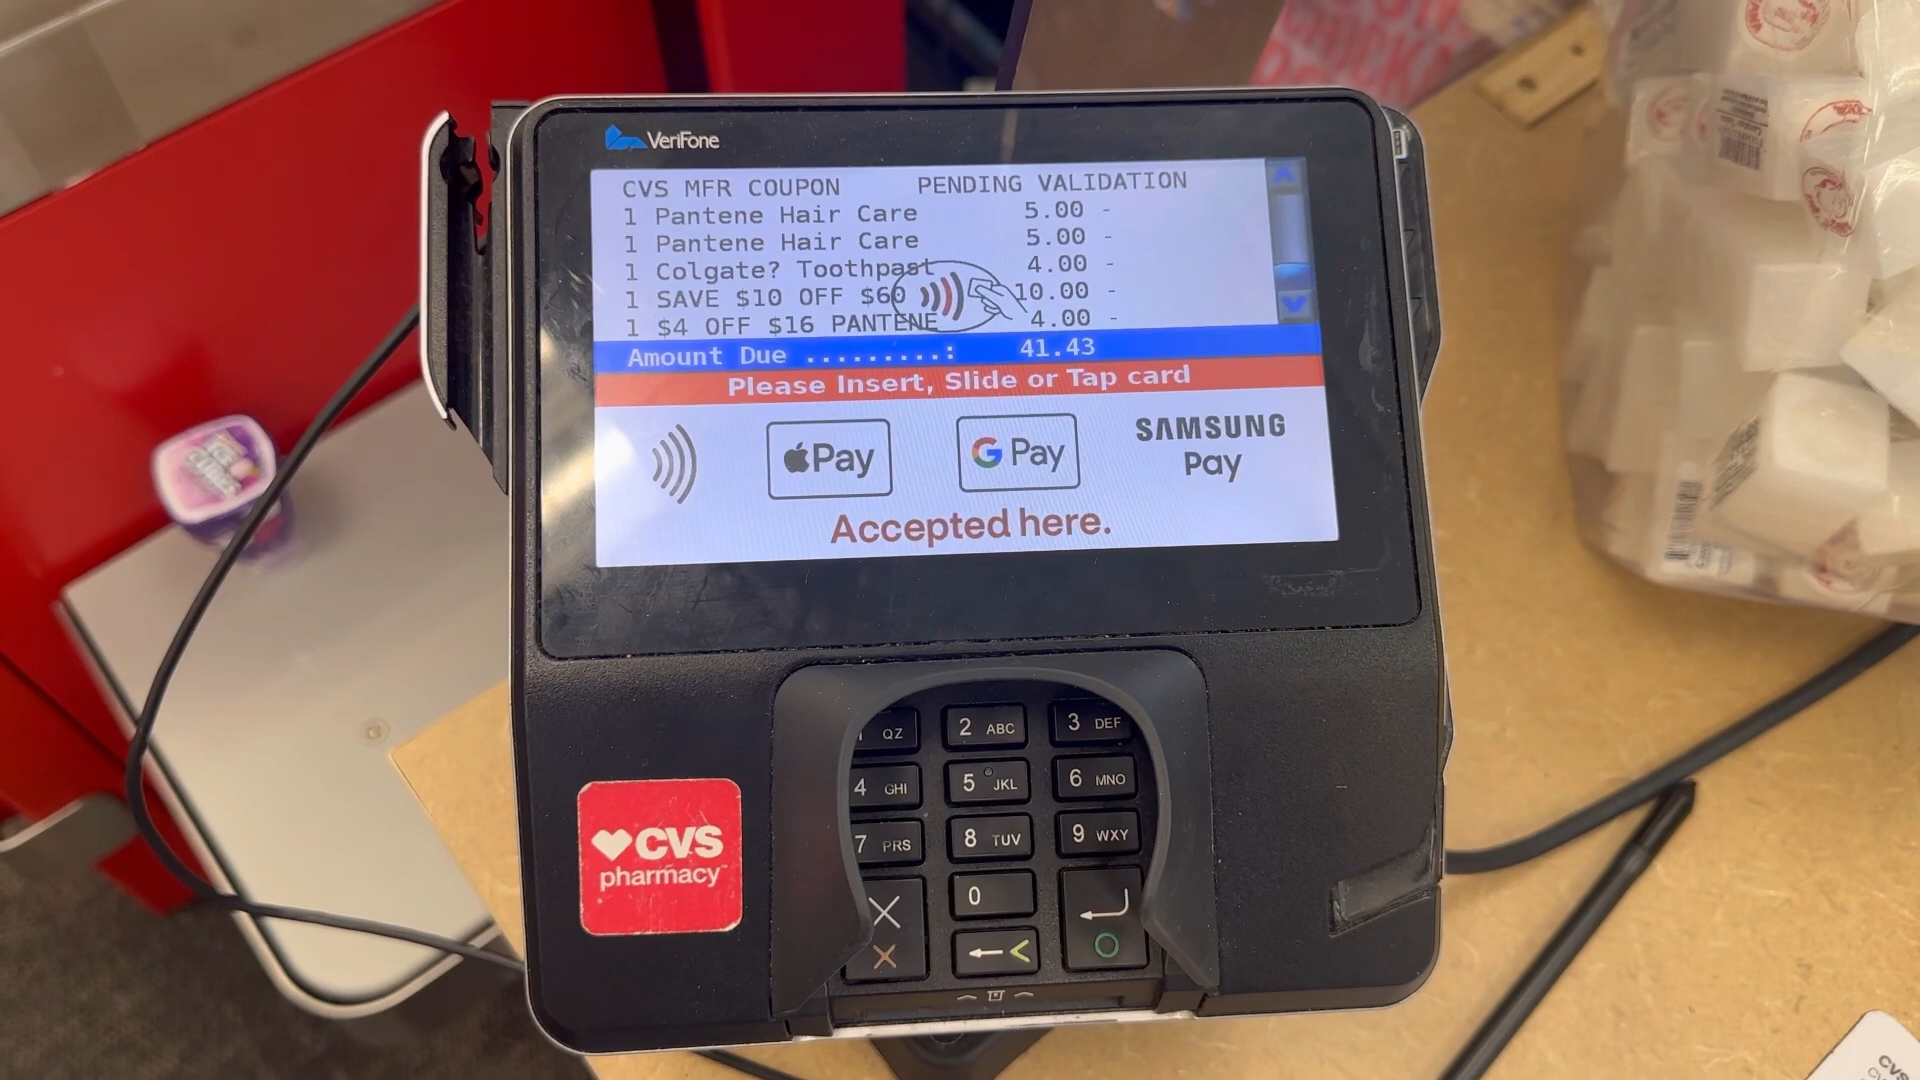 VeriFone
CVS MFR COUPON PENDING VALIDATION
1 Pantene Hair Care 5.00 -
1 Pantene Hair Care 5.00 -
1 Colgate? Toothpast 4.00 -
1 SAVE $10 OFF $60 10.00 -
1 $4 OFF $16 PANTENE 4.00 -
Amount Due .........: 41.43
Please Insert, Slide or Tap card
Pay
G Pay
SAMSUNG
Pay
Accepted here.
QZ 2 ABC 3 DEF
4 GHI 5 JKL 6 MNO
7 PRS 8 TUV 9 WXY
0
CVS
pharmacy
ICE
CUBES
CVS